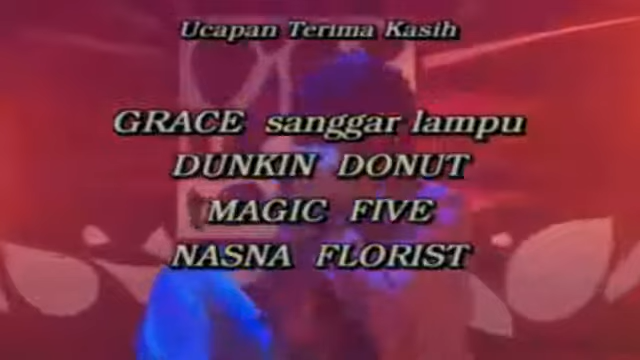 Ucapan Terima Kasih
GRACE sanggar lampu
DUNKIN DONUT
MAGIC FIVE
NASNA FLORIST